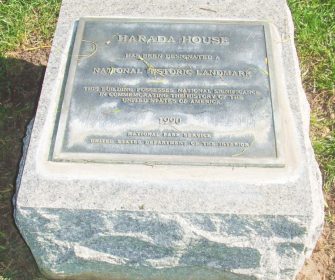 HARADA HOUSE
HAS BEEN DESIGNATED A
NATIONAL HISTORIC LANDMARK
THIS BUILDING POSSESSES NATIONAL SIGNIFICANCE
IN COMMEMORATING THE HISTORY OF THE
UNITED STATES OF AMERICA
1990
NATIONAL PARK SERVICE
UNITED STATES DEPARTMENT OF THE INTERIOR